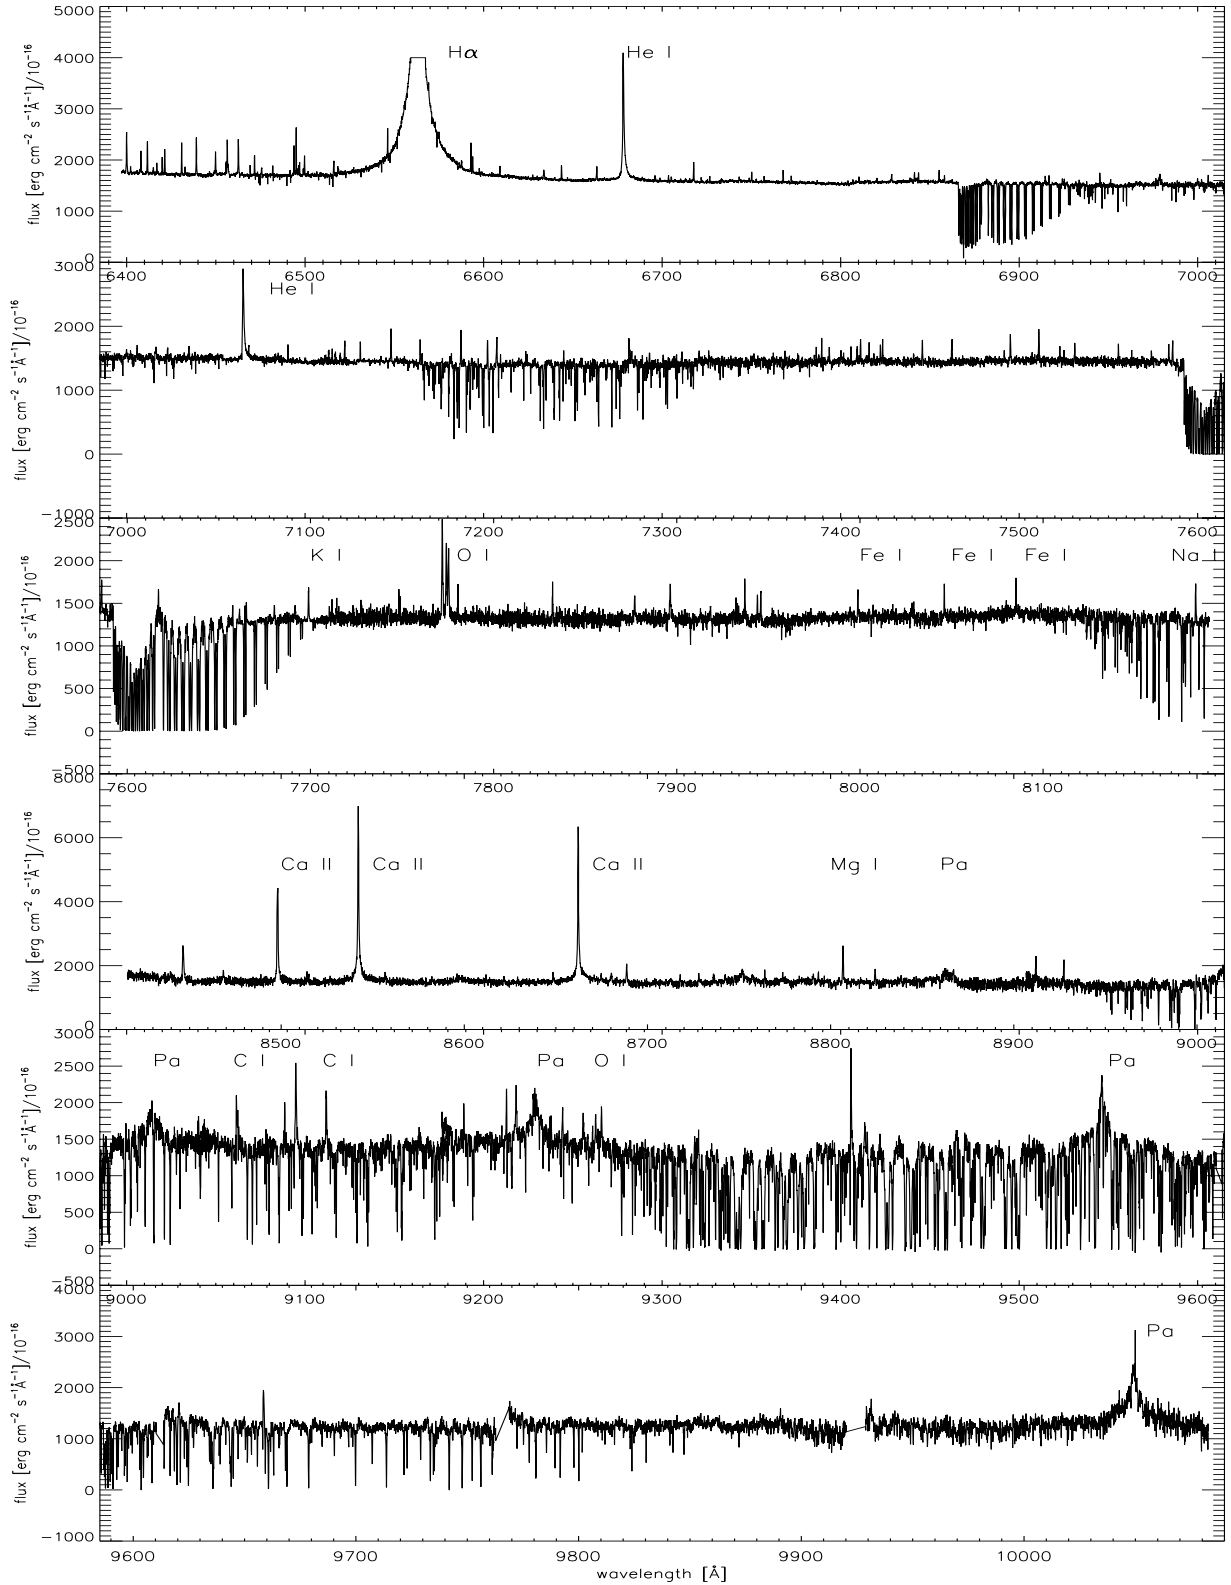 5000
4000
3000
2000
1000
0
flux [erg cm⁻² s⁻¹Å⁻¹]/10⁻¹⁶
Hα He I
6400 6500 6600 6700 6800 6900 7000
3000
2000
1000
0
−1000
flux [erg cm⁻² s⁻¹Å⁻¹]/10⁻¹⁶
He I
7000 7100 7200 7300 7400 7500 7600
2500
2000
1500
1000
500
0
−500
flux [erg cm⁻² s⁻¹Å⁻¹]/10⁻¹⁶
K I O I Fe I Fe I Fe I Na I
7600 7700 7800 7900 8000 8100
8000
6000
4000
2000
0
flux [erg cm⁻² s⁻¹Å⁻¹]/10⁻¹⁶
Ca II Ca II Ca II Mg I Pa
8500 8600 8700 8800 8900 9000
3000
2500
2000
1500
1000
500
0
−500
flux [erg cm⁻² s⁻¹Å⁻¹]/10⁻¹⁶
Pa C I C I Pa O I Pa
9000 9100 9200 9300 9400 9500 9600
4000
3000
2000
1000
0
−1000
flux [erg cm⁻² s⁻¹Å⁻¹]/10⁻¹⁶
Pa
9600 9700 9800 9900 10000
wavelength [Å]